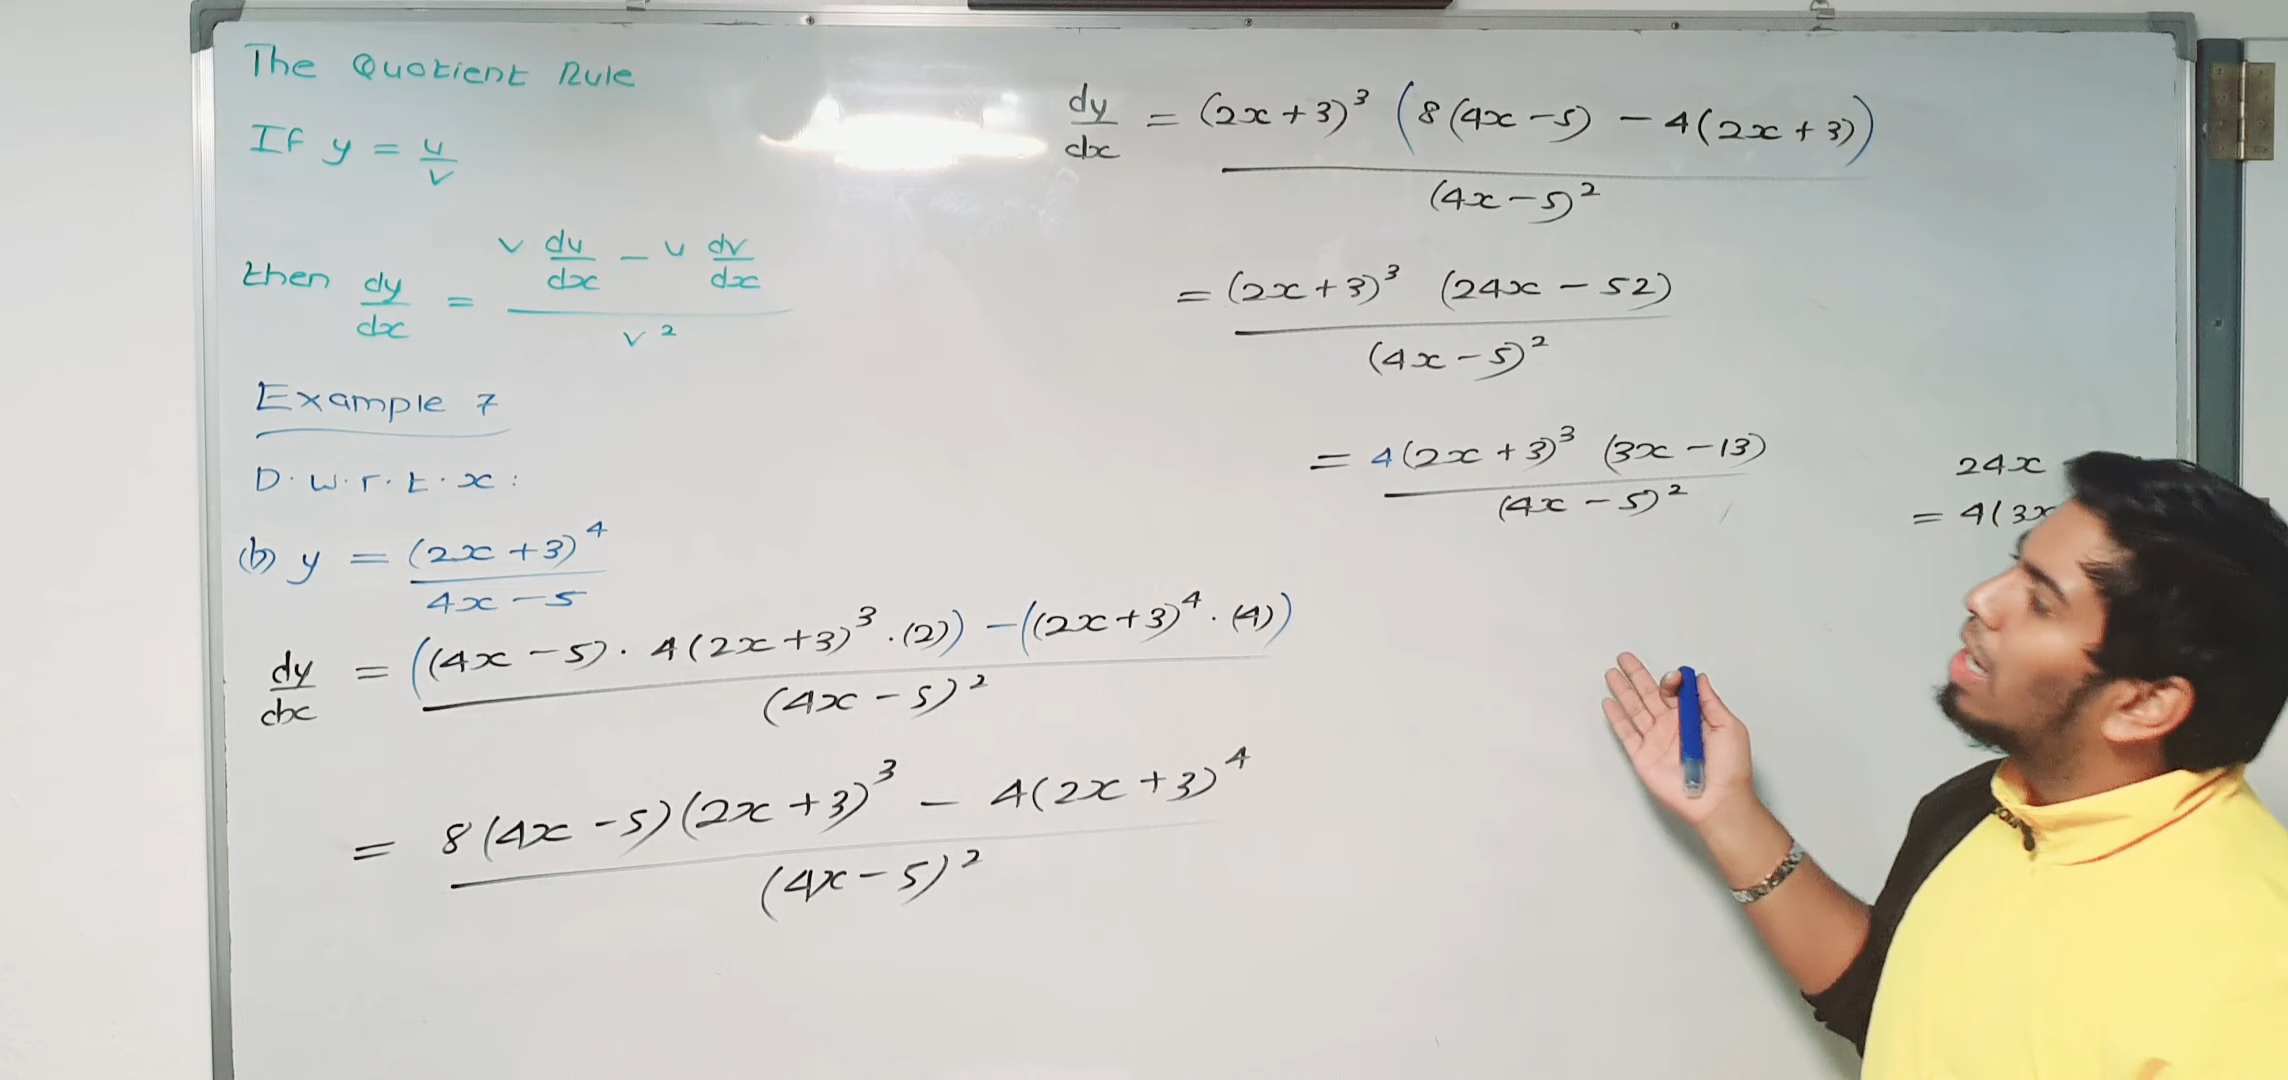 The Quotient Rule
If y = u/v
then dy/dx = (v du/dx − u dv/dx) / v²
Example 7
D.w.r.t.x:
(b) y = (2x+3)⁴ / 4x−5
dy/dx = ((4x−5).4(2x+3)³.(2)) − ((2x+3)⁴.(4)) / (4x−5)²
= 8(4x−5)(2x+3)³ − 4(2x+3)⁴ / (4x−5)²
dy/dx = (2x+3)³ (8(4x−5) − 4(2x+3)) / (4x−5)²
= (2x+3)³ (24x−52) / (4x−5)²
= 4(2x+3)³ (3x−13) / (4x−5)²
24x
= 4(3x